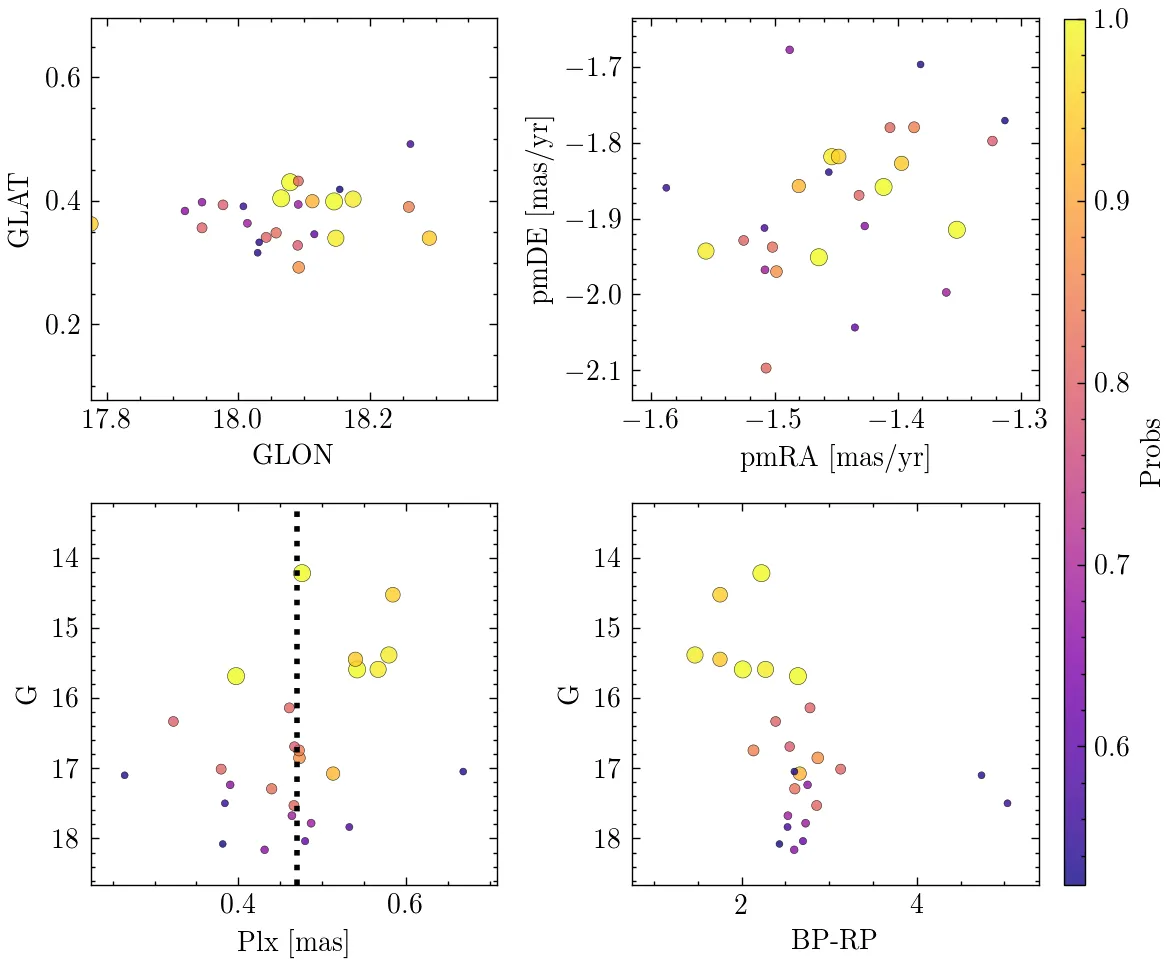 0.6
0.4
0.2
GLAT
17.8 18.0 18.2
GLON
−1.7
−1.8
−1.9
−2.0
−2.1
pmDE [mas/yr]
−1.6 −1.5 −1.4 −1.3
pmRA [mas/yr]
14
15
16
17
18
G
0.4 0.6
Plx [mas]
14
15
16
17
18
G
2 4
BP-RP
1.0
0.9
0.8
0.7
0.6
Probs